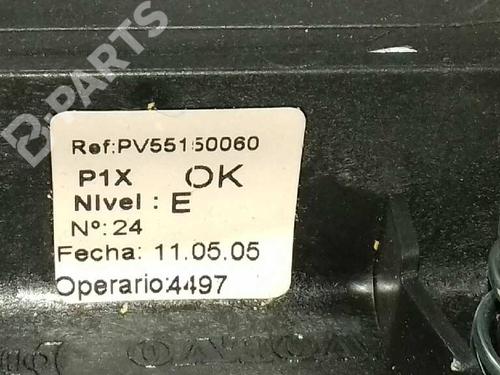 B-PARTS
Ref:PV55150060
P1X OK
Nivel : E
Nº: 24
Fecha: 11.05.05
Operario:4497